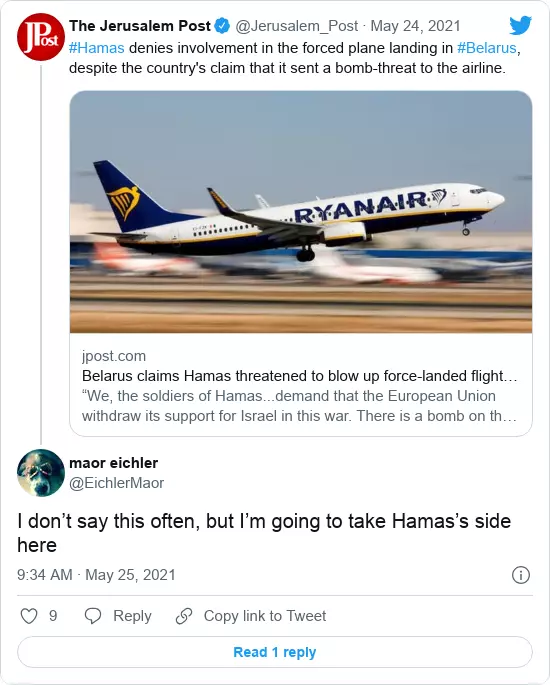 The Jerusalem Post @Jerusalem_Post · May 24, 2021
JPost
#Hamas denies involvement in the forced plane landing in #Belarus,
despite the country's claim that it sent a bomb-threat to the airline.
RYANAIR
jpost.com
Belarus claims Hamas threatened to blow up force-landed flight…
“We, the soldiers of Hamas...demand that the European Union
withdraw its support for Israel in this war. There is a bomb on th…
maor eichler
@EichlerMaor
I don’t say this often, but I’m going to take Hamas’s side
here
9:34 AM · May 25, 2021
9 Reply Copy link to Tweet
Read 1 reply